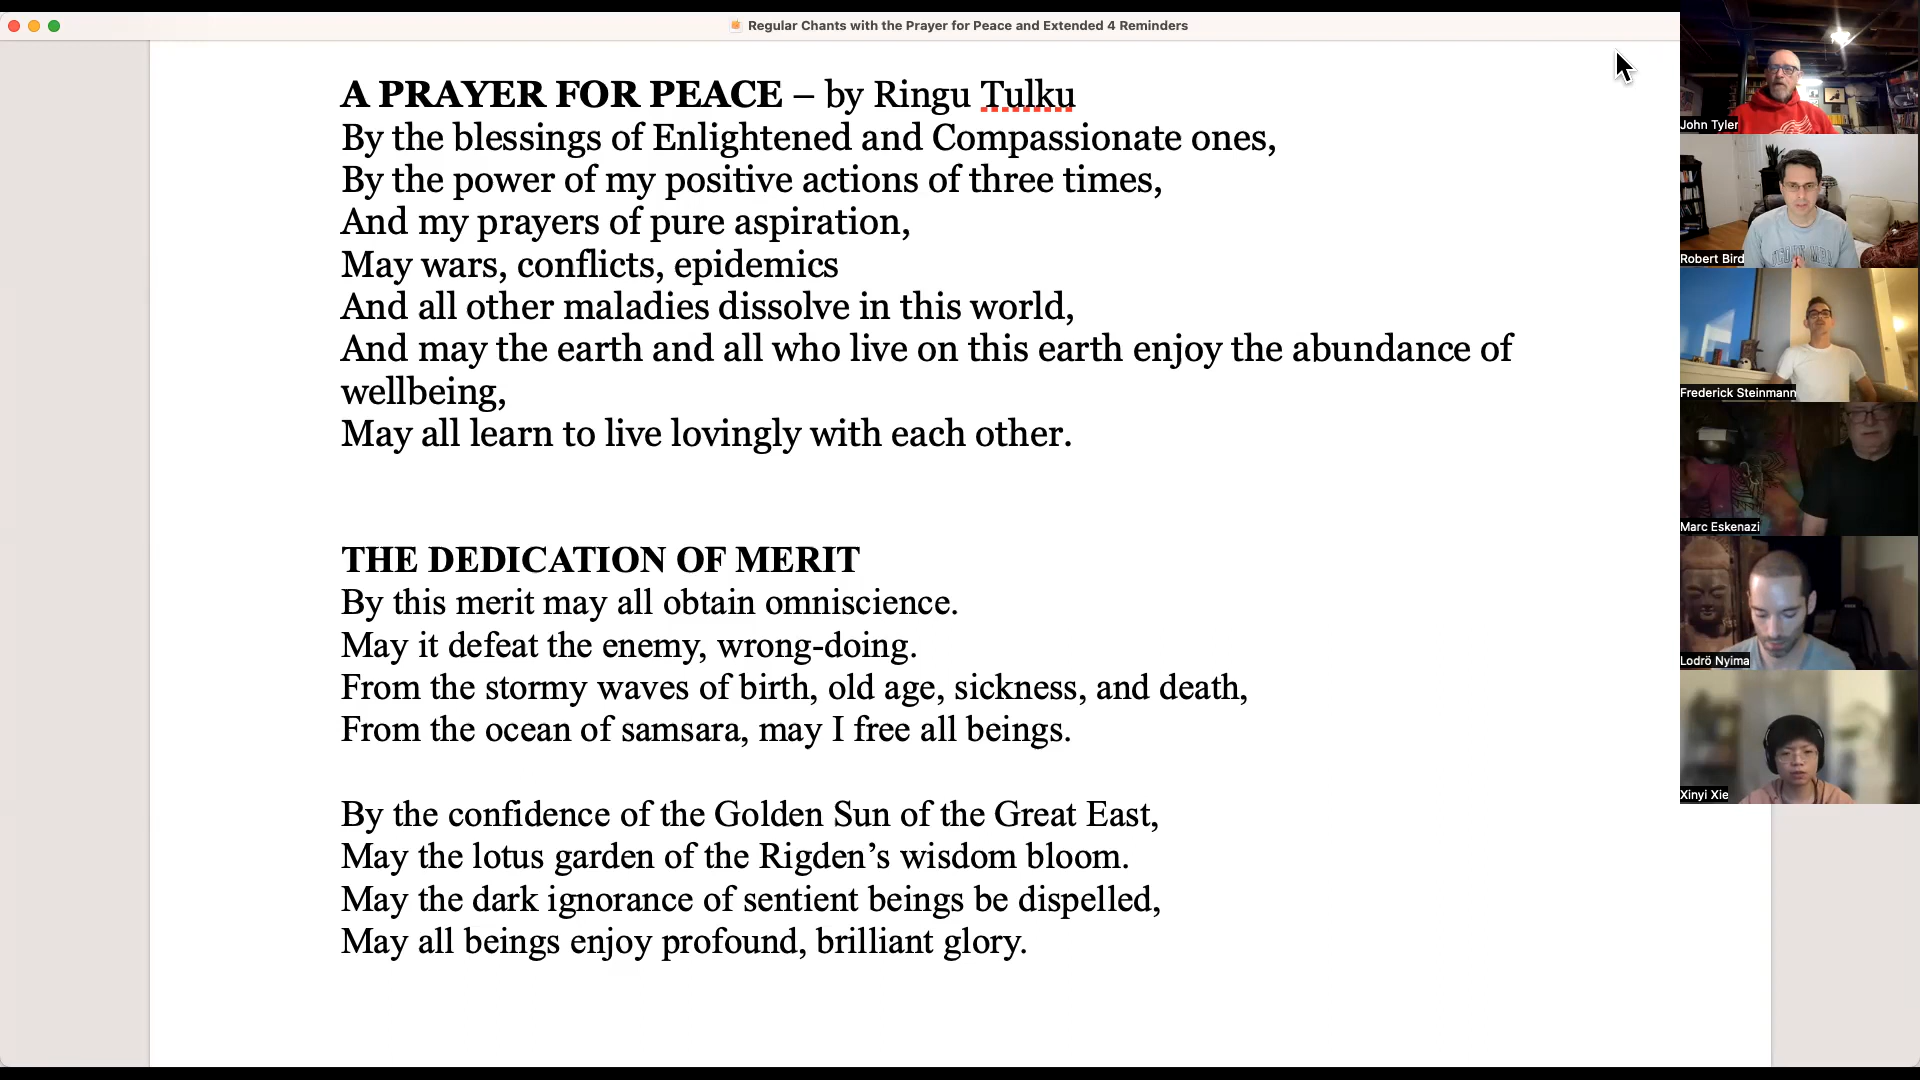 Regular Chants with the Prayer for Peace and Extended 4 Reminders
A PRAYER FOR PEACE – by Ringu Tulku
By the blessings of Enlightened and Compassionate ones,
By the power of my positive actions of three times,
And my prayers of pure aspiration,
May wars, conflicts, epidemics
And all other maladies dissolve in this world,
And may the earth and all who live on this earth enjoy the abundance of
wellbeing,
May all learn to live lovingly with each other.
THE DEDICATION OF MERIT
By this merit may all obtain omniscience.
May it defeat the enemy, wrong-doing.
From the stormy waves of birth, old age, sickness, and death,
From the ocean of samsara, may I free all beings.
By the confidence of the Golden Sun of the Great East,
May the lotus garden of the Rigden’s wisdom bloom.
May the dark ignorance of sentient beings be dispelled,
May all beings enjoy profound, brilliant glory.
John Tyler
Robert Bird
Frederick Steinmann
Marc Eskenazi
Lodrö Nyima
Xinyi Xie